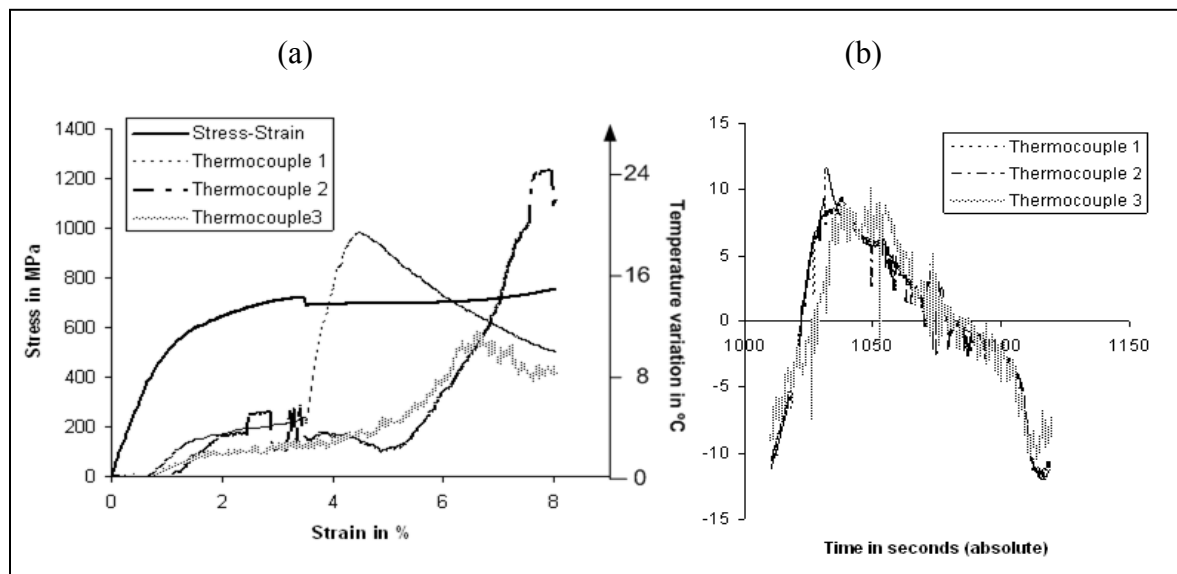 (a)
(b)
Stress-Strain
Thermocouple 1
Thermocouple 2
Thermocouple3
Stress in MPa
1400
1200
1000
800
600
400
200
0
0
2
4
6
8
Strain in %
24
16
8
0
Temperature variation in °C
Thermocouple 1
Thermocouple 2
Thermocouple 3
15
10
5
0
-5
-10
-15
1000
1050
1100
1150
Time in seconds (absolute)